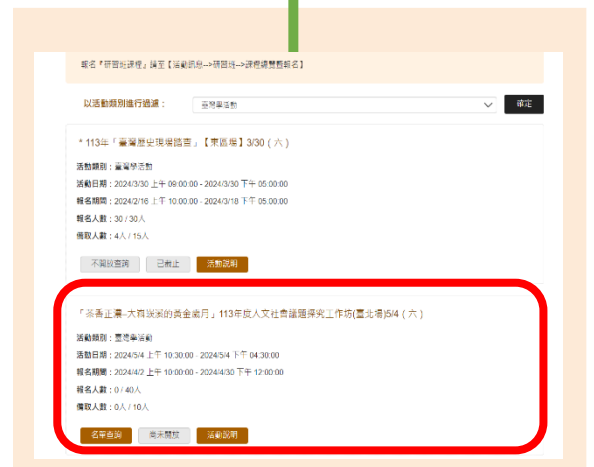 報名『研習班課程』請至【活動訊息-->研習班-->課程總覽暨報名】
以活動類別進行過濾：
臺灣學活動
確定
* 113年「臺灣歷史現場踏查」【東區場】3/30 ( 六 )
活動類別：臺灣學活動
活動日期：2024/3/30 上午 09:00:00 - 2024/3/30 下午 05:00:00
報名期間：2024/2/16 上午 10:00:00 - 2024/3/18 下午 05:00:00
報名人數：30 / 30人
備取人數：4人 / 15人
不開放查詢 已截止 活動說明
「茶香正濃─大嵙崁溪的黃金歲月」113年度人文社會議題探究工作坊(臺北場)5/4 ( 六 )
活動類別：臺灣學活動
活動日期：2024/5/4 上午 10:30:00 - 2024/5/4 下午 04:30:00
報名期間：2024/4/2 上午 10:00:00 - 2024/4/30 下午 12:00:00
報名人數：0 / 40人
備取人數：0人 / 10人
名單查詢 尚未開放 活動說明